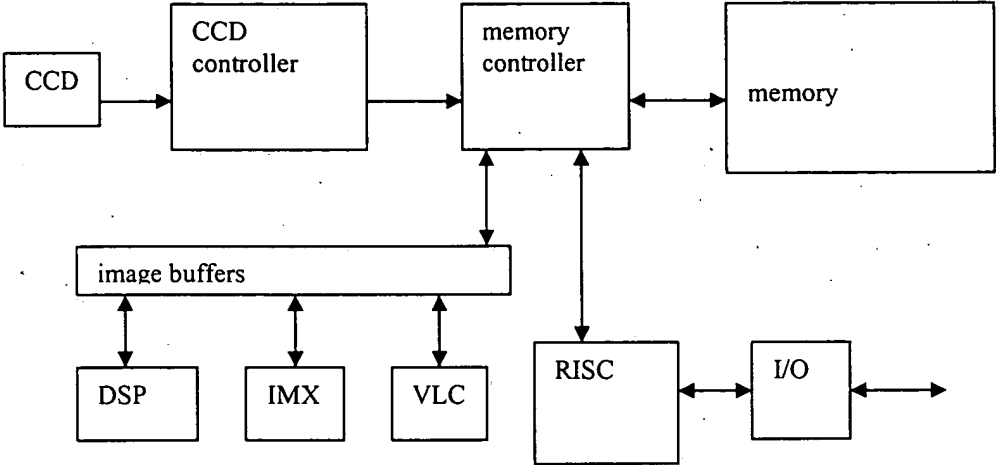 CCD
CCD
controller
memory
controller
memory
image buffers
DSP
IMX
VLC
RISC
I/O